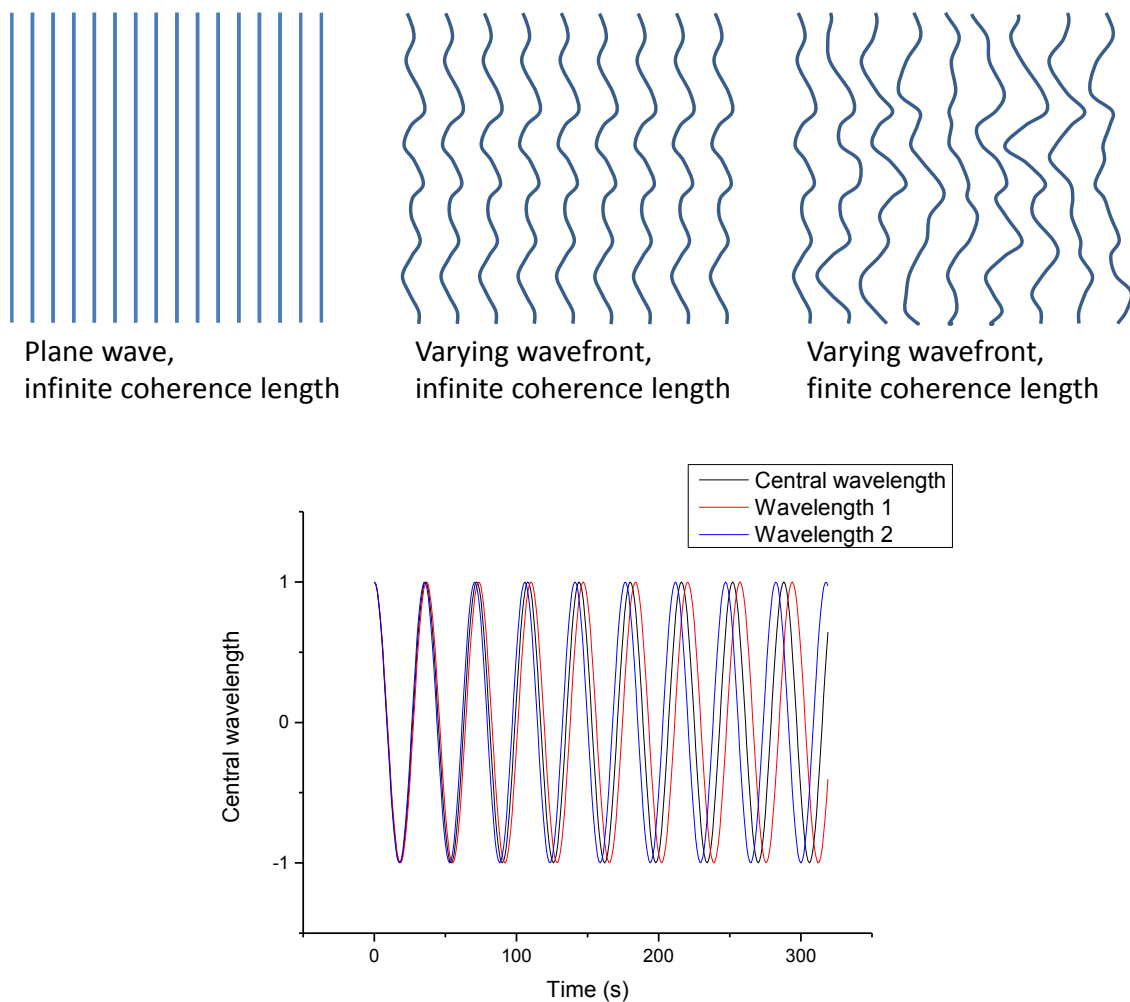 Plane wave,
infinite coherence length
Varying wavefront,
infinite coherence length
Varying wavefront,
finite coherence length
Central wavelength
Wavelength 1
Wavelength 2
Central wavelength
1
0
-1
0
100
200
300
Time (s)